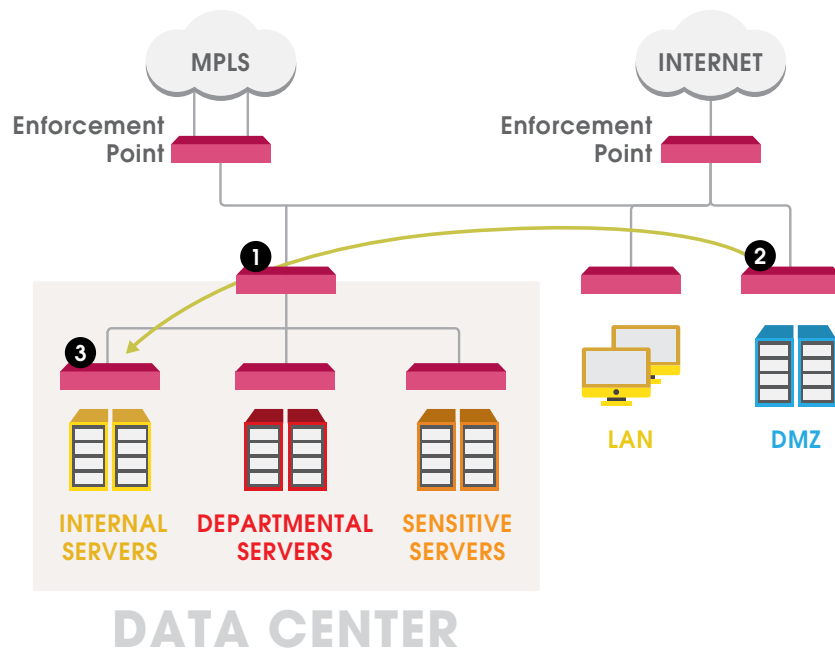 MPLS
INTERNET
Enforcement
Point
Enforcement
Point
1
2
3
LAN
DMZ
INTERNAL
SERVERS
DEPARTMENTAL
SERVERS
SENSITIVE
SERVERS
DATA CENTER